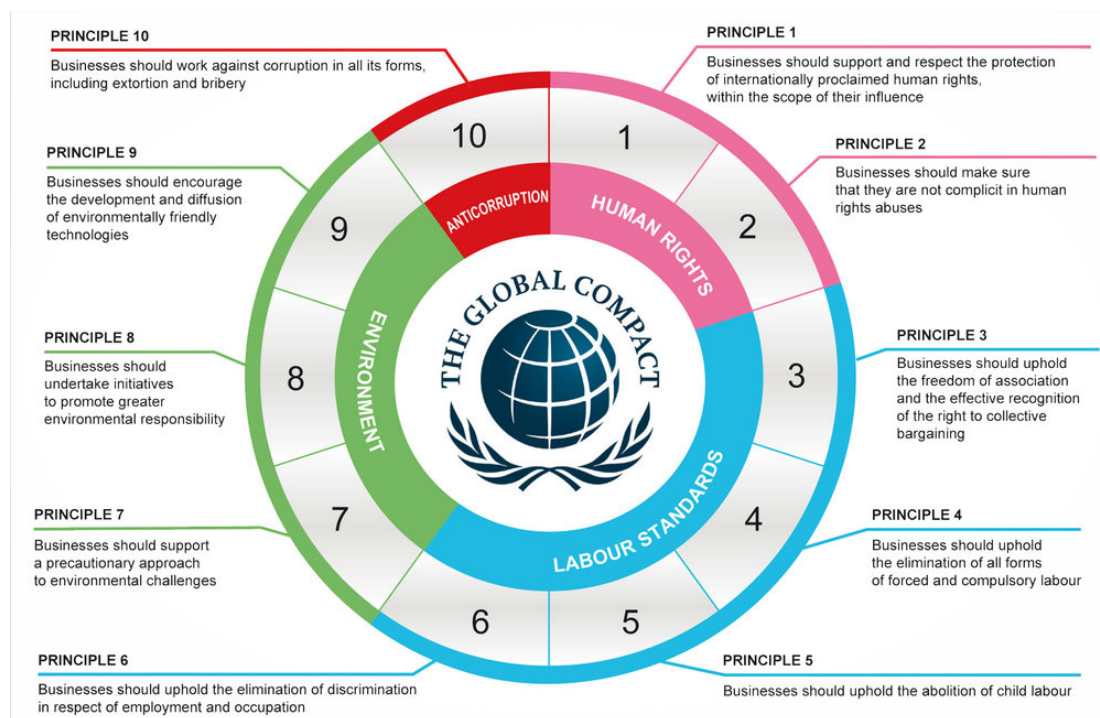 PRINCIPLE 10
Businesses should work against corruption in all its forms,
including extortion and bribery
PRINCIPLE 1
Businesses should support and respect the protection
of internationally proclaimed human rights,
within the scope of their influence
PRINCIPLE 9
Businesses should encourage
the development and diffusion
of environmentally friendly
technologies
PRINCIPLE 2
Businesses should make sure
that they are not complicit in human
rights abuses
PRINCIPLE 8
Businesses should
undertake initiatives
to promote greater
environmental responsibility
PRINCIPLE 3
Businesses should uphold
the freedom of association
and the effective recognition
of the right to collective
bargaining
PRINCIPLE 7
Businesses should support
a precautionary approach
to environmental challenges
PRINCIPLE 4
Businesses should uphold
the elimination of all forms
of forced and compulsory labour
PRINCIPLE 6
Businesses should uphold the elimination of discrimination
in respect of employment and occupation
PRINCIPLE 5
Businesses should uphold the abolition of child labour
10
1
2
3
4
5
6
7
8
9
ANTICORRUPTION
HUMAN RIGHTS
LABOUR STANDARDS
ENVIRONMENT
THE GLOBAL COMPACT